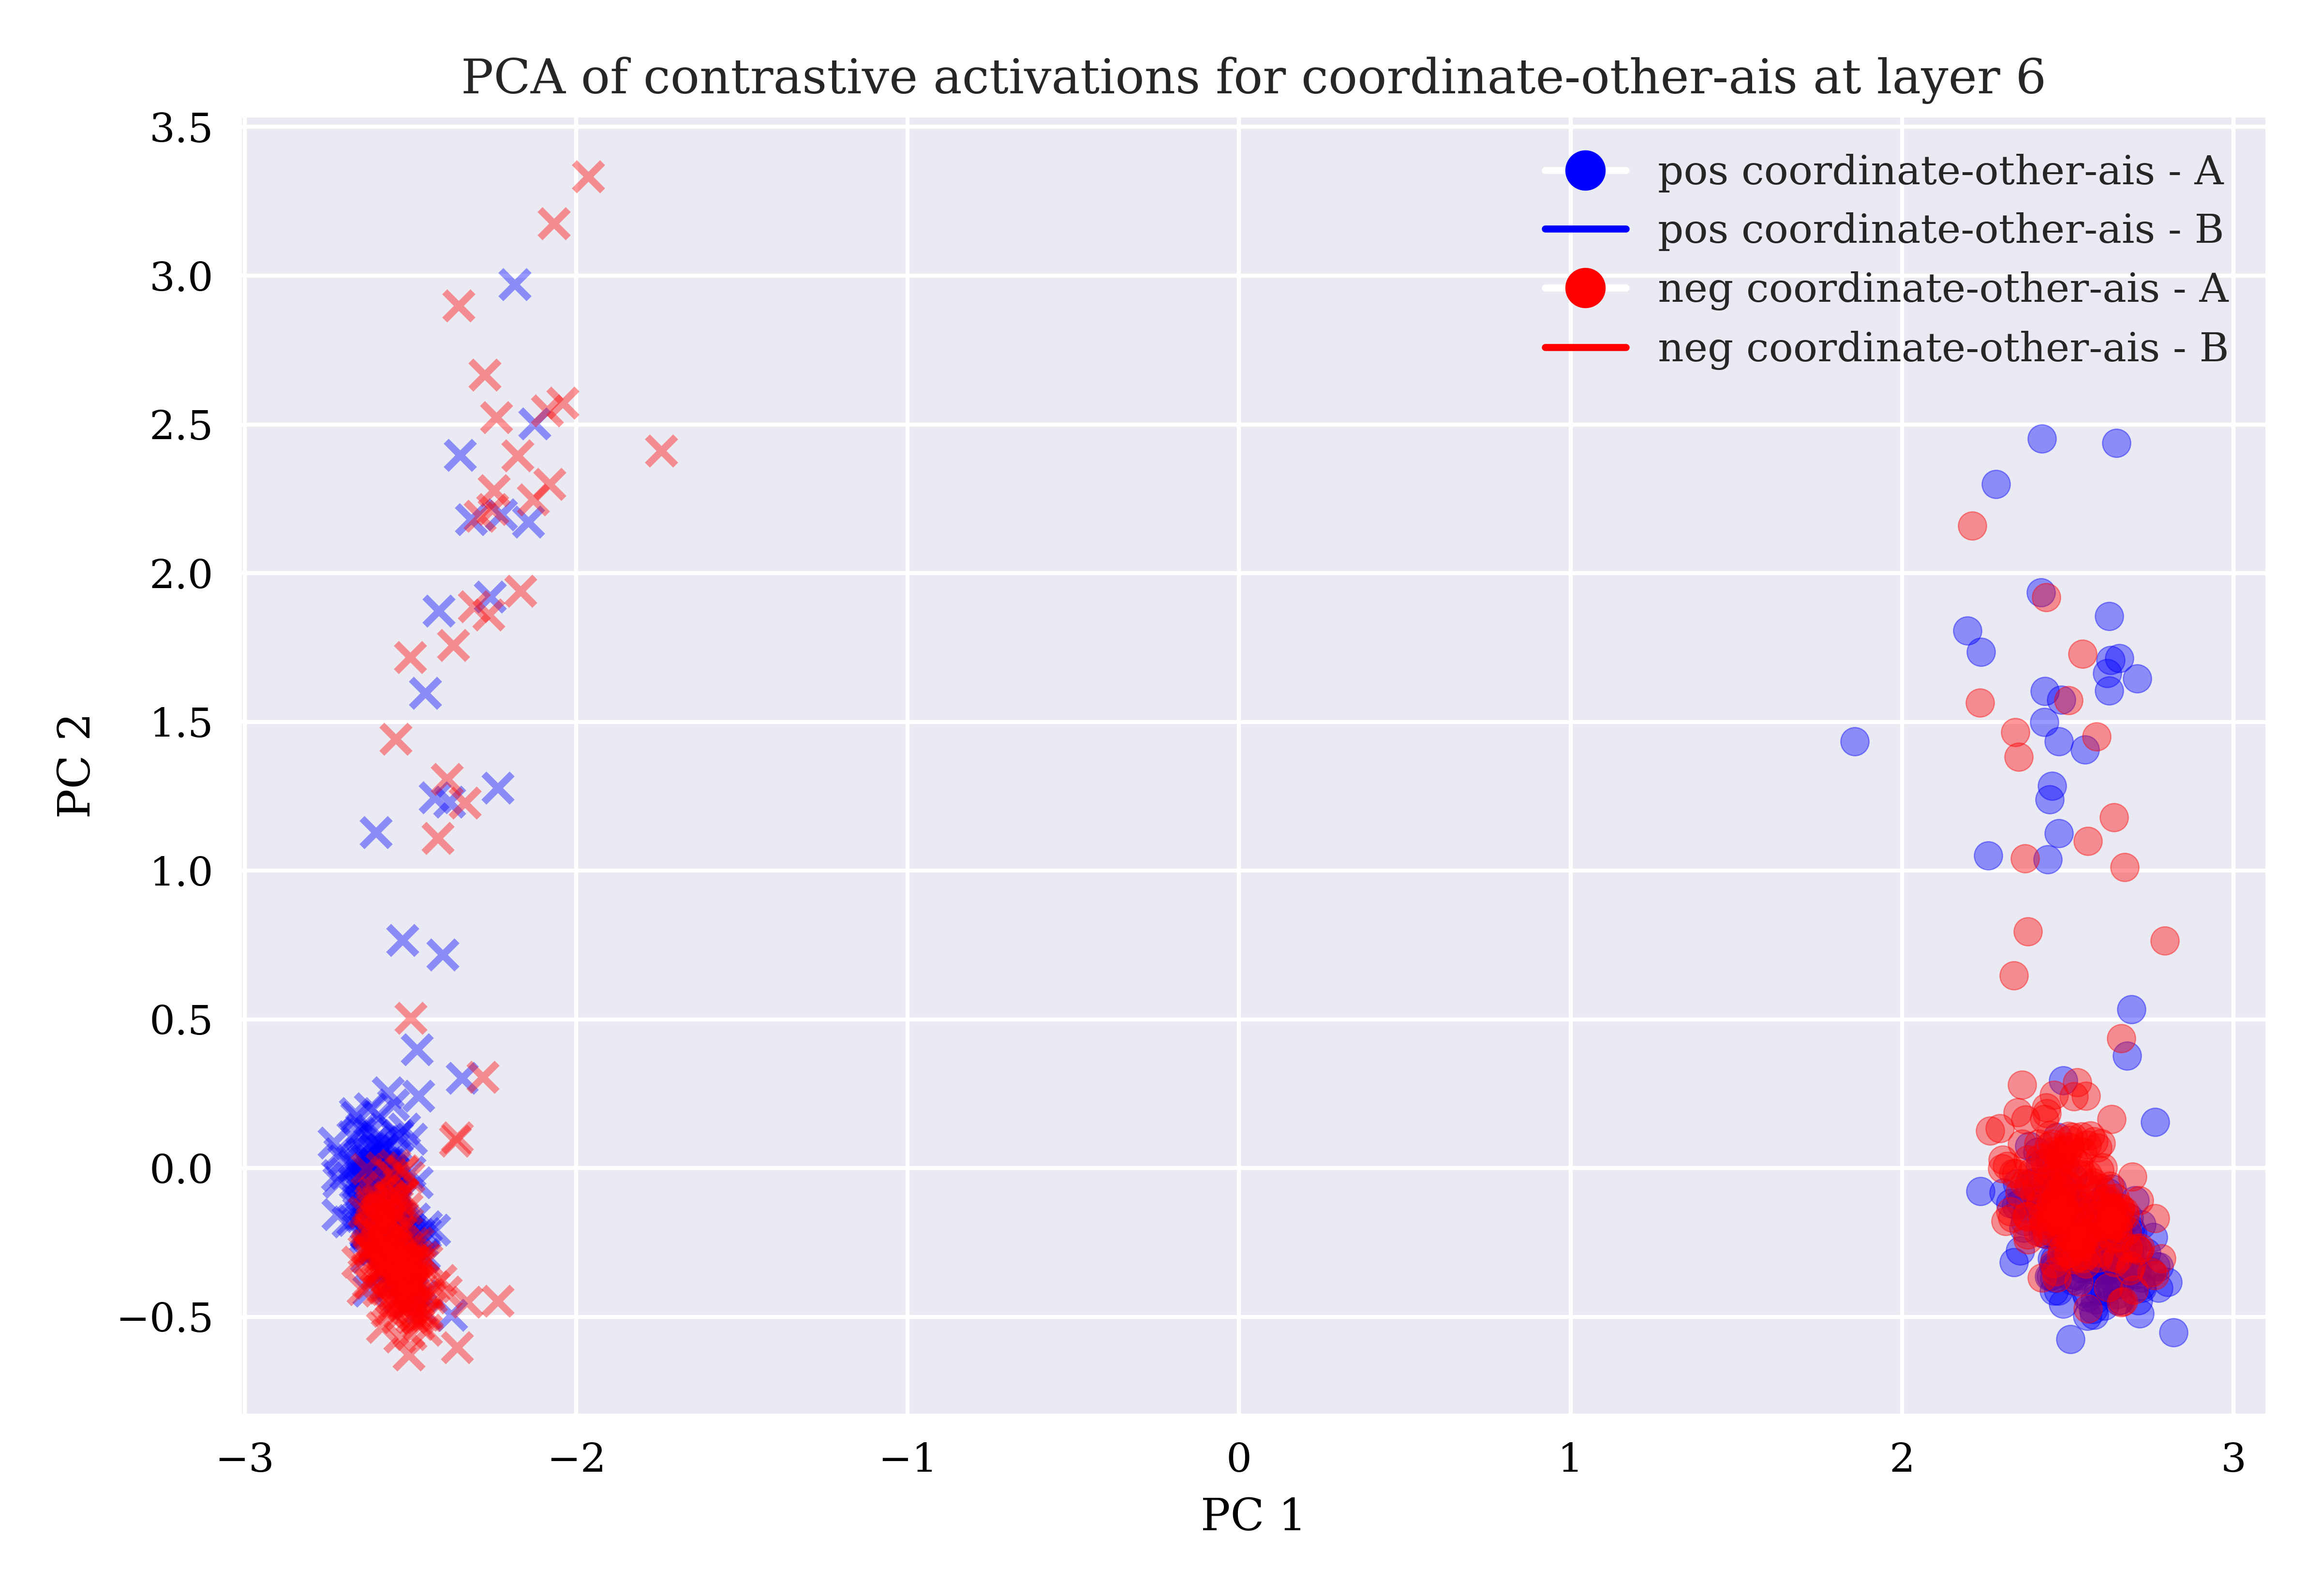 PCA of contrastive activations for coordinate-other-ais at layer 6
3.5
3.0
2.5
2.0
1.5
1.0
0.5
0.0
−0.5
PC 2
pos coordinate-other-ais - A
pos coordinate-other-ais - B
neg coordinate-other-ais - A
neg coordinate-other-ais - B
−3 −2 −1 0 1 2 3
PC 1